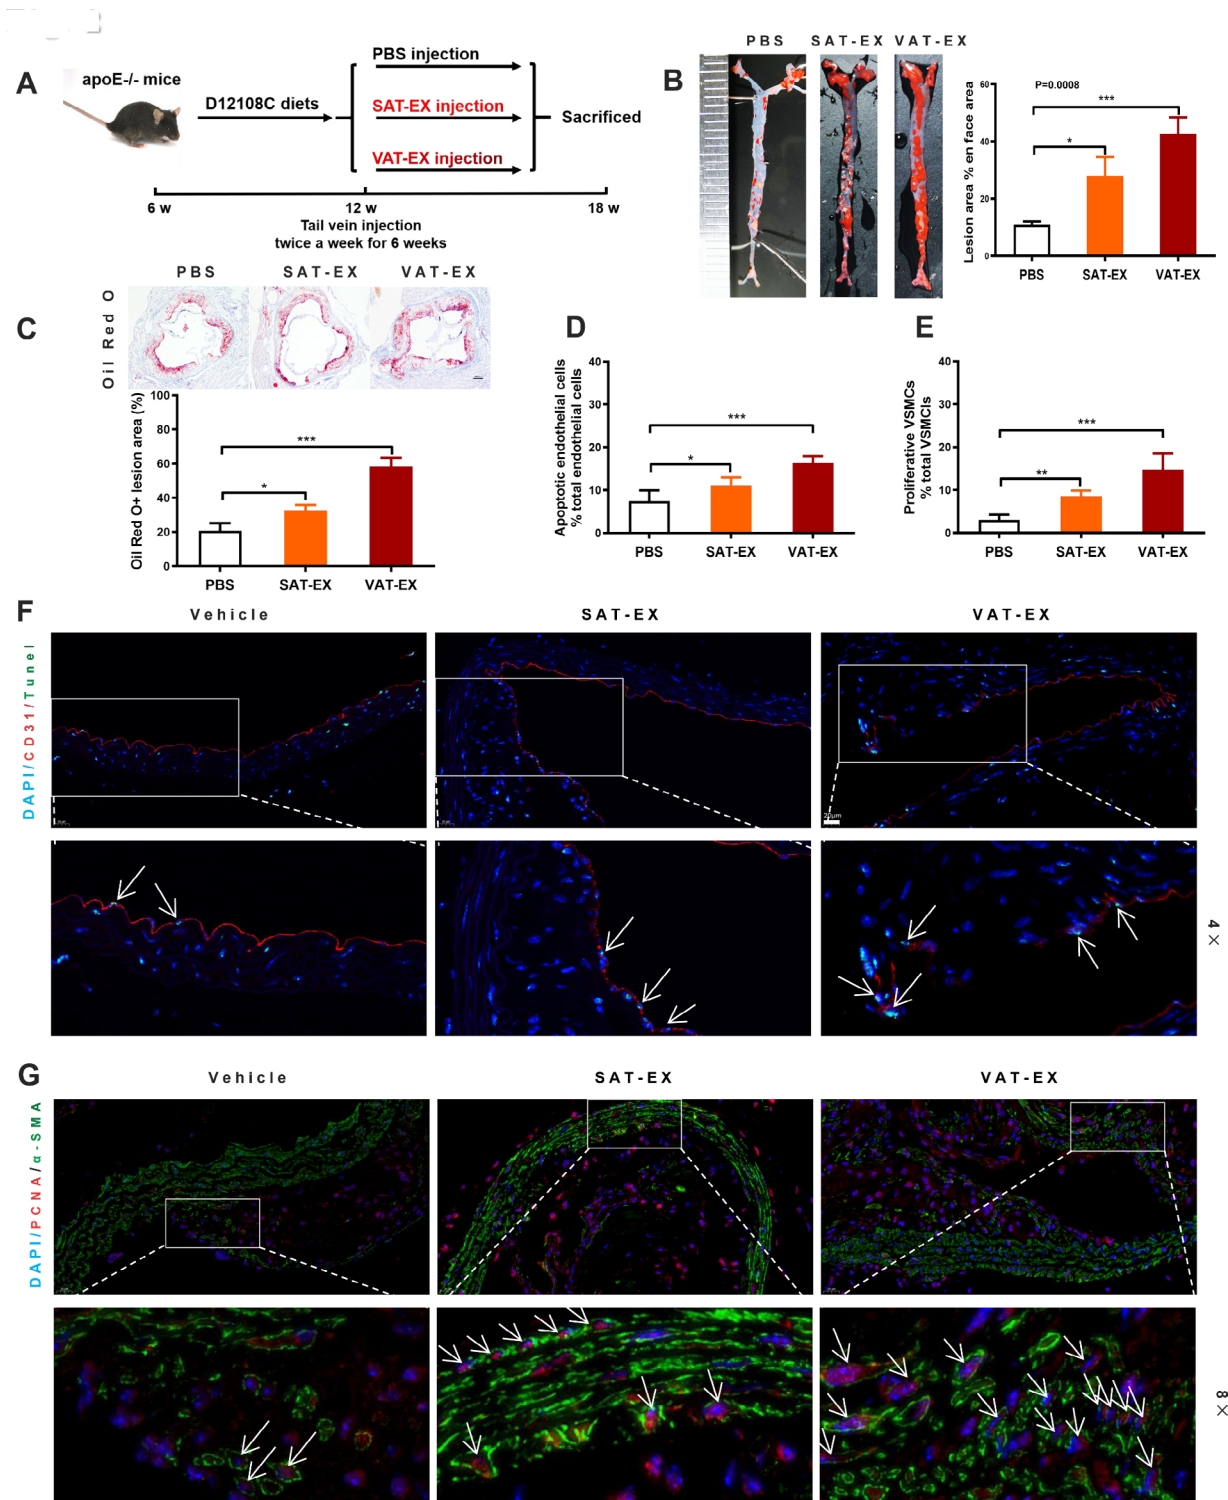 A
apoE-/- mice
D12108C diets
PBS injection
SAT-EX injection
VAT-EX injection
Sacrificed
6 w
12 w
18 w
Tail vein injection
twice a week for 6 weeks
B
PBS
SAT-EX
VAT-EX
Lesion area % en face area
60
40
20
0
P=0.0008
***
*
PBS
SAT-EX
VAT-EX
C
PBS
SAT-EX
VAT-EX
Oil Red O
Oil Red O+ lesion area (%)
100
80
60
40
20
0
***
*
PBS
SAT-EX
VAT-EX
D
Apoptotic endothelial cells
% total endothelial cells
40
30
20
10
0
***
*
PBS
SAT-EX
VAT-EX
E
Proliferative VSMCs
% total VSMCIs
40
30
20
10
0
***
**
PBS
SAT-EX
VAT-EX
F
Vehicle
SAT-EX
VAT-EX
DAPI/CD31/Tunel
20μm
4×
G
Vehicle
SAT-EX
VAT-EX
DAPI/PCNA/α-SMA
8×